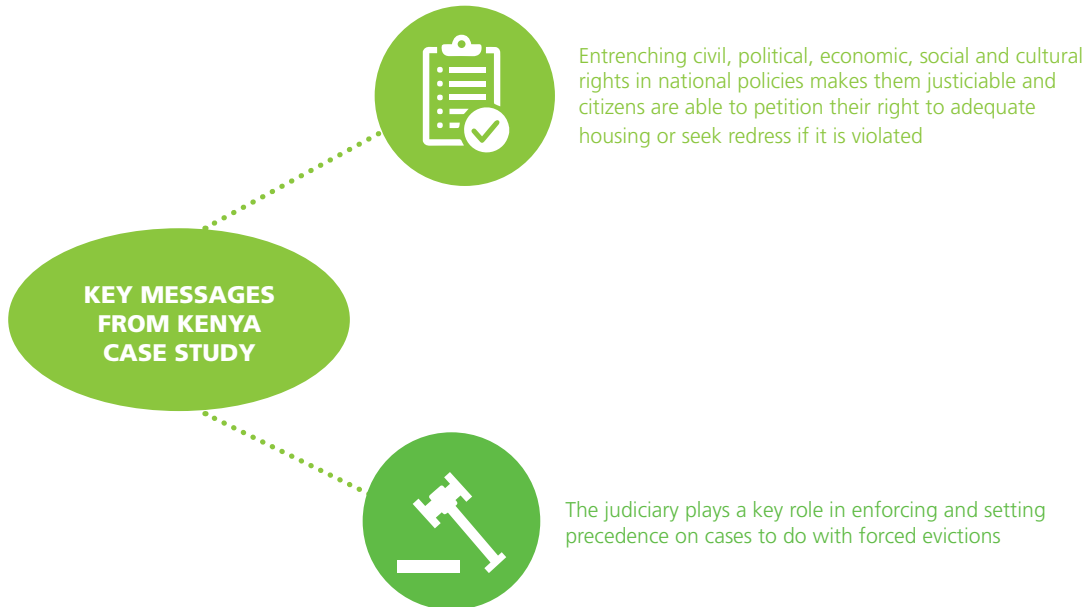 Entrenching civil, political, economic, social and cultural
rights in national policies makes them justiciable and
citizens are able to petition their right to adequate
housing or seek redress if it is violated
KEY MESSAGES
FROM KENYA
CASE STUDY
The judiciary plays a key role in enforcing and setting
precedence on cases to do with forced evictions